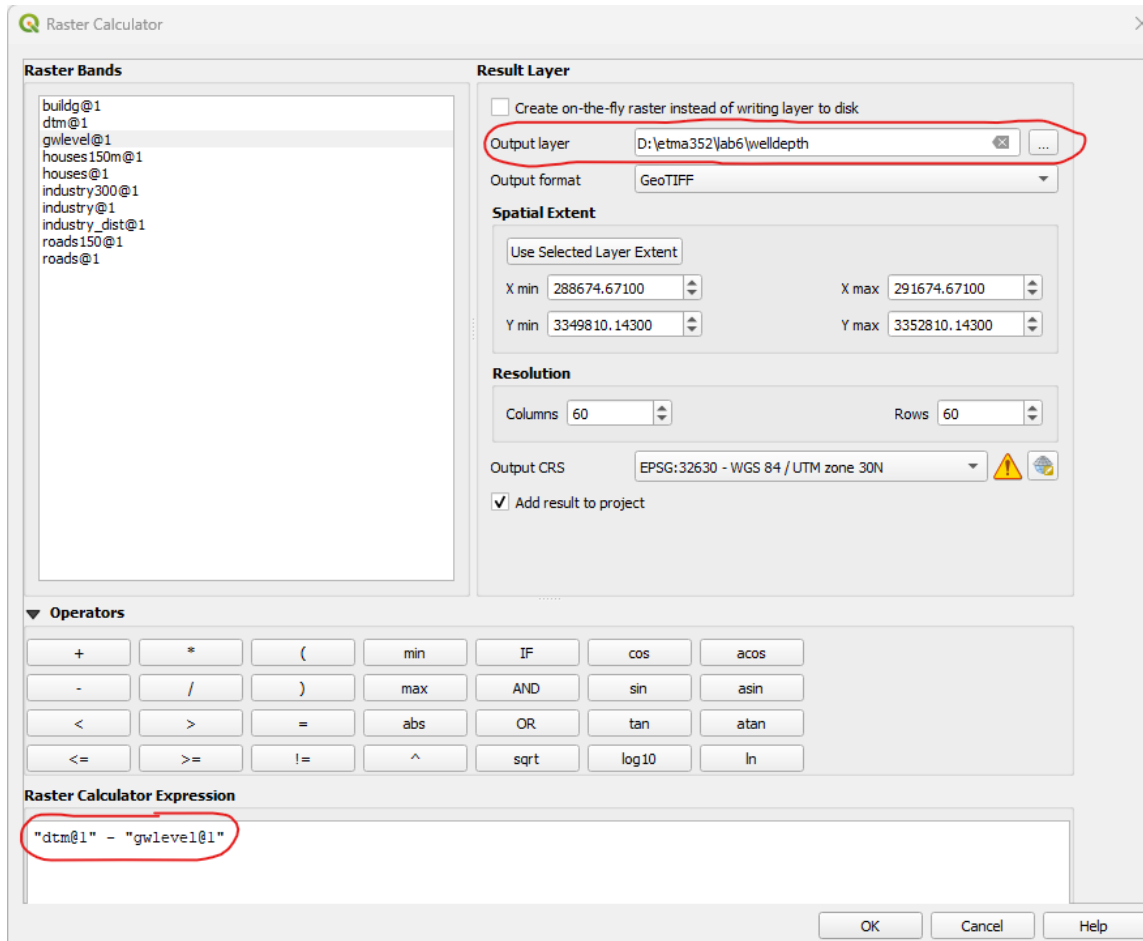 Raster Calculator
Raster Bands
buildg@1
dtm@1
gwlevel@1
houses150m@1
houses@1
industry300@1
industry@1
industry_dist@1
roads150@1
roads@1
Result Layer
Create on-the-fly raster instead of writing layer to disk
Output layer D:\etma352\lab6\welldepth ...
Output format GeoTIFF
Spatial Extent
Use Selected Layer Extent
X min 288674.67100 X max 291674.67100
Y min 3349810.14300 Y max 3352810.14300
Resolution
Columns 60 Rows 60
Output CRS EPSG:32630 - WGS 84 / UTM zone 30N
Add result to project
Operators
+ * ( min IF cos acos
- / ) max AND sin asin
< > = abs OR tan atan
<= >= != ^ sqrt log10 ln
Raster Calculator Expression
"dtm@1" - "gwlevel@1"
OK Cancel Help